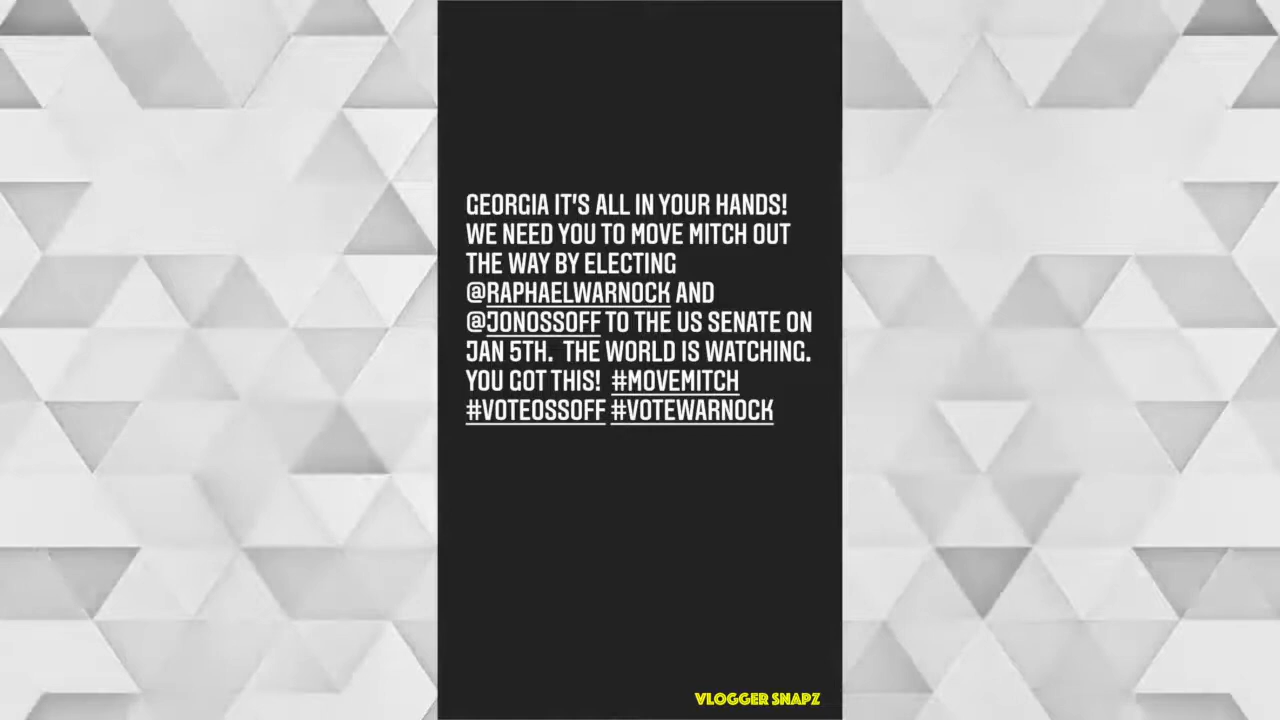 GEORGIA IT'S ALL IN YOUR HANDS!
WE NEED YOU TO MOVE MITCH OUT
THE WAY BY ELECTING
@RAPHAELWARNOCK AND
@JONOSSOFF TO THE US SENATE ON
JAN 5TH. THE WORLD IS WATCHING.
YOU GOT THIS! #MOVEMITCH
#VOTEOSSOFF #VOTEWARNOCK
VLOGGER SNAPZ